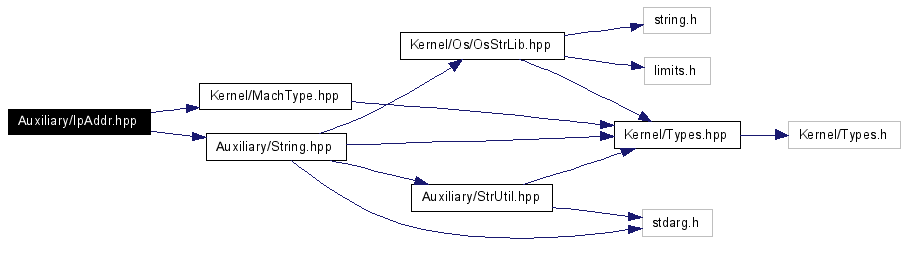 string.h
Kernel/Os/OsStrLib.hpp
limits.h
Kernel/MachType.hpp
Auxiliary/IpAddr.hpp
Kernel/Types.hpp
Kernel/Types.h
Auxiliary/String.hpp
Auxiliary/StrUtil.hpp
stdarg.h